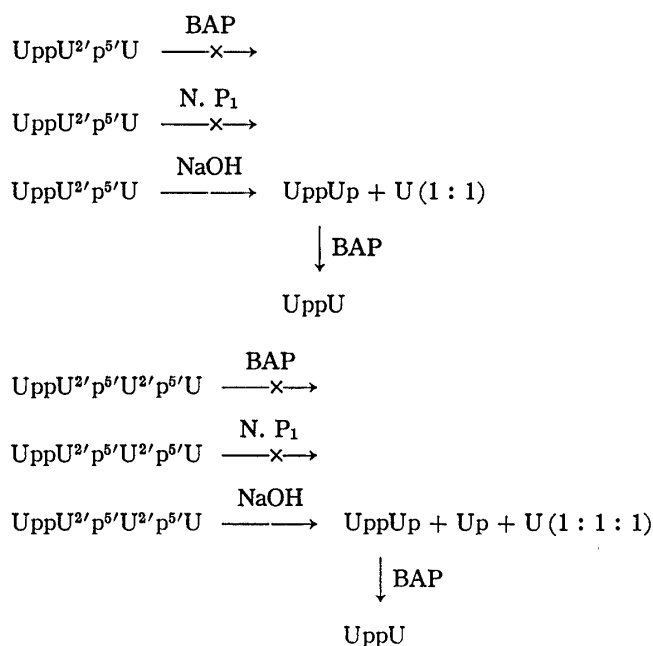 BAP
UppU²′p⁵′U —×→
N. P₁
UppU²′p⁵′U —×→
NaOH
UppU²′p⁵′U ⟶ UppUp + U (1 : 1)
↓ BAP
UppU
BAP
UppU²′p⁵′U²′p⁵′U —×→
N. P₁
UppU²′p⁵′U²′p⁵′U —×→
NaOH
UppU²′p⁵′U²′p⁵′U ⟶ UppUp + Up + U (1 : 1 : 1)
↓ BAP
UppU